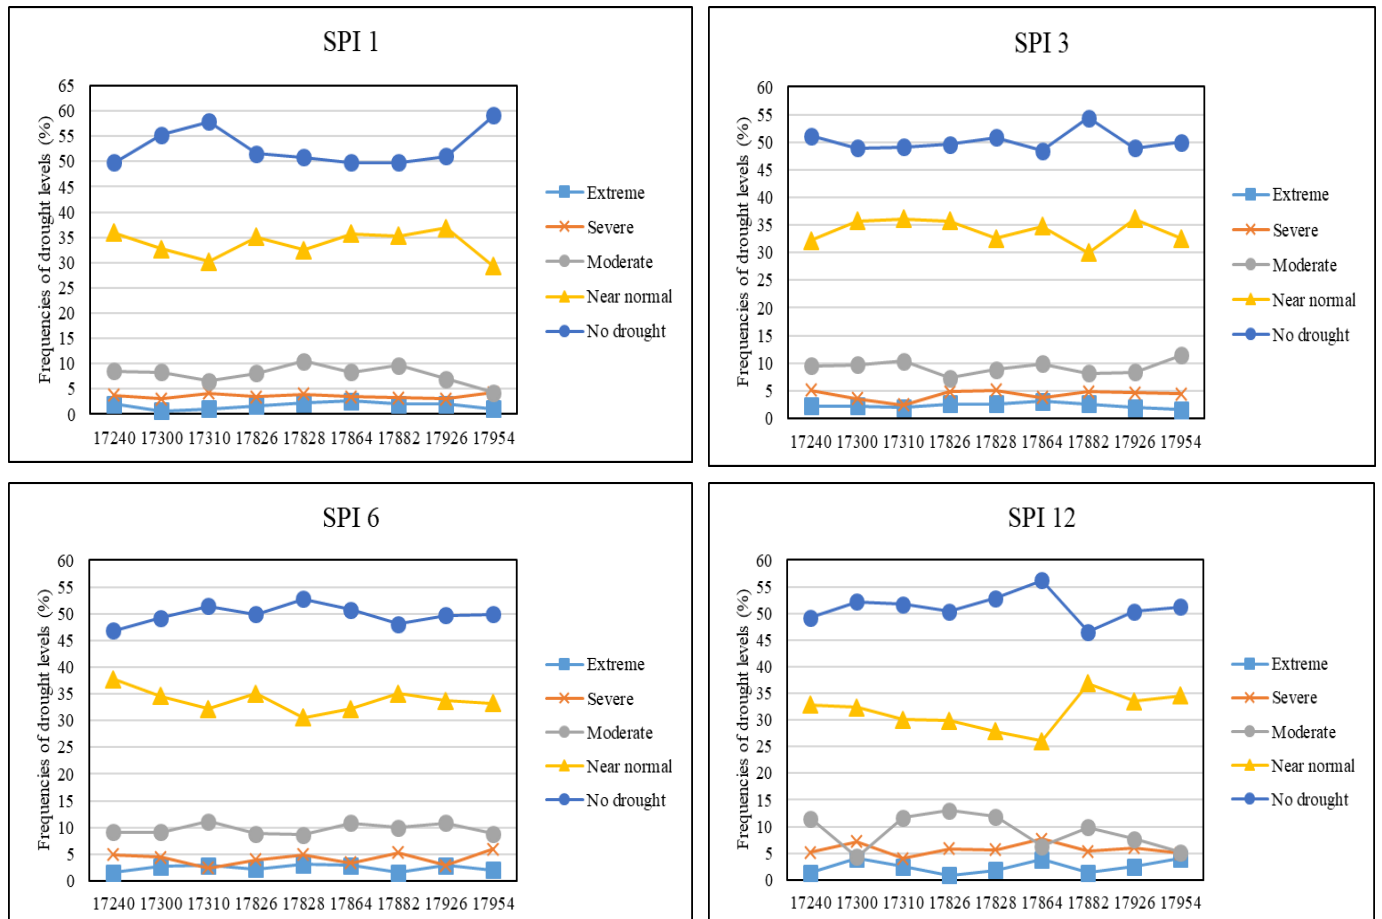 SPI 1
Frequencies of drought levels (%)
65
60
55
50
45
40
35
30
25
20
15
10
5
0
17240 17300 17310 17826 17828 17864 17882 17926 17954
Extreme
Severe
Moderate
Near normal
No drought
SPI 3
Frequencies of drought levels (%)
60
55
50
45
40
35
30
25
20
15
10
5
0
17240 17300 17310 17826 17828 17864 17882 17926 17954
Extreme
Severe
Moderate
Near normal
No drought
SPI 6
Frequencies of drought levels (%)
60
55
50
45
40
35
30
25
20
15
10
5
0
17240 17300 17310 17826 17828 17864 17882 17926 17954
Extreme
Severe
Moderate
Near normal
No drought
SPI 12
Frequencies of drought levels (%)
60
55
50
45
40
35
30
25
20
15
10
5
0
17240 17300 17310 17826 17828 17864 17882 17926 17954
Extreme
Severe
Moderate
Near normal
No drought